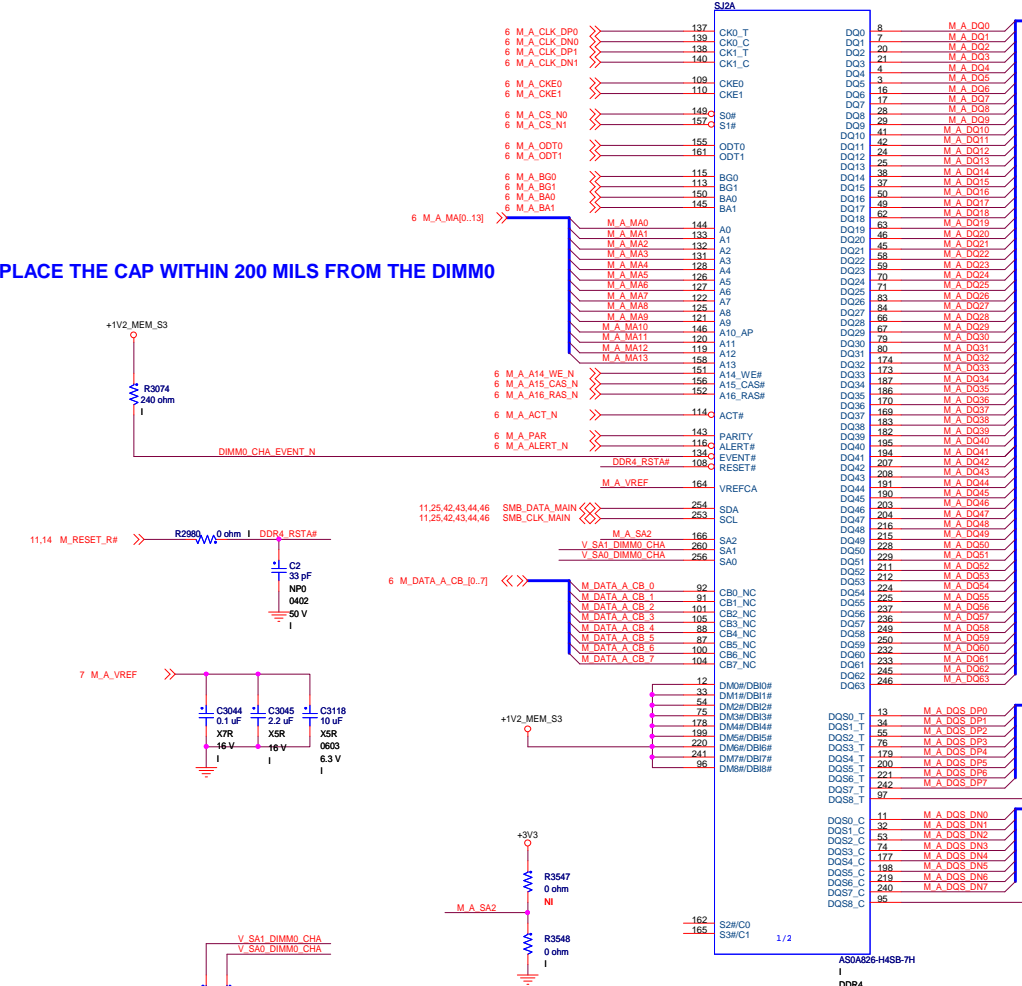 SJ2A
6 M_A_CLK_DP0 137 CK0_T
6 M_A_CLK_DN0 139 CK0_C
6 M_A_CLK_DP1 138 CK1_T
6 M_A_CLK_DN1 140 CK1_C
6 M_A_CKE0 109 CKE0
6 M_A_CKE1 110 CKE1
6 M_A_CS_N0 149 S0#
6 M_A_CS_N1 157 S1#
6 M_A_ODT0 155 ODT0
6 M_A_ODT1 161 ODT1
6 M_A_BG0 115 BG0
6 M_A_BG1 113 BG1
6 M_A_BA0 150 BA0
6 M_A_BA1 145 BA1
6 M_A_MA[0..13]
M_A_MA0 144 A0
M_A_MA1 133 A1
M_A_MA2 132 A2
M_A_MA3 131 A3
M_A_MA4 128 A4
M_A_MA5 126 A5
M_A_MA6 127 A6
M_A_MA7 122 A7
M_A_MA8 125 A8
M_A_MA9 121 A9
M_A_MA10 146 A10_AP
M_A_MA11 120 A11
M_A_MA12 119 A12
M_A_MA13 158 A13
6 M_A_A14_WE_N 151 A14_WE#
6 M_A_A15_CAS_N 156 A15_CAS#
6 M_A_A16_RAS_N 152 A16_RAS#
6 M_A_ACT_N 114 ACT#
6 M_A_PAR 143 PARITY
6 M_A_ALERT_N 116 ALERT#
DIMM0_CHA_EVENT_N 134 EVENT#
DDR4_RSTA# 108 RESET#
M_A_VREF 164 VREFCA
11,25,42,43,44,46 SMB_DATA_MAIN 254 SDA
11,25,42,43,44,46 SMB_CLK_MAIN 253 SCL
M_A_SA2 166 SA2
V_SA1_DIMM0_CHA 260 SA1
V_SA0_DIMM0_CHA 256 SA0
6 M_DATA_A_CB_[0..7]
M_DATA_A_CB_0 92 CB0_NC
M_DATA_A_CB_1 91 CB1_NC
M_DATA_A_CB_2 101 CB2_NC
M_DATA_A_CB_3 105 CB3_NC
M_DATA_A_CB_4 88 CB4_NC
M_DATA_A_CB_5 87 CB5_NC
M_DATA_A_CB_6 100 CB6_NC
M_DATA_A_CB_7 104 CB7_NC
12 DM0#/DBI0#
33 DM1#/DBI1#
54 DM2#/DBI2#
75 DM3#/DBI3#
178 DM4#/DBI4#
199 DM5#/DBI5#
220 DM6#/DBI6#
241 DM7#/DBI7#
96 DM8#/DBI8#
+1V2_MEM_S3
162 S2#/C0
165 S3#/C1
1/2
DQ0 8 M_A_DQ0
DQ1 7 M_A_DQ1
DQ2 20 M_A_DQ2
DQ3 21 M_A_DQ3
DQ4 4 M_A_DQ4
DQ5 3 M_A_DQ5
DQ6 16 M_A_DQ6
DQ7 17 M_A_DQ7
DQ8 28 M_A_DQ8
DQ9 29 M_A_DQ9
DQ10 41 M_A_DQ10
DQ11 42 M_A_DQ11
DQ12 24 M_A_DQ12
DQ13 25 M_A_DQ13
DQ14 38 M_A_DQ14
DQ15 37 M_A_DQ15
DQ16 50 M_A_DQ16
DQ17 49 M_A_DQ17
DQ18 62 M_A_DQ18
DQ19 63 M_A_DQ19
DQ20 46 M_A_DQ20
DQ21 45 M_A_DQ21
DQ22 58 M_A_DQ22
DQ23 59 M_A_DQ23
DQ24 70 M_A_DQ24
DQ25 71 M_A_DQ25
DQ26 83 M_A_DQ26
DQ27 84 M_A_DQ27
DQ28 66 M_A_DQ28
DQ29 67 M_A_DQ29
DQ30 79 M_A_DQ30
DQ31 80 M_A_DQ31
DQ32 174 M_A_DQ32
DQ33 173 M_A_DQ33
DQ34 187 M_A_DQ34
DQ35 186 M_A_DQ35
DQ36 170 M_A_DQ36
DQ37 169 M_A_DQ37
DQ38 183 M_A_DQ38
DQ39 182 M_A_DQ39
DQ40 195 M_A_DQ40
DQ41 194 M_A_DQ41
DQ42 207 M_A_DQ42
DQ43 208 M_A_DQ43
DQ44 191 M_A_DQ44
DQ45 190 M_A_DQ45
DQ46 203 M_A_DQ46
DQ47 204 M_A_DQ47
DQ48 216 M_A_DQ48
DQ49 215 M_A_DQ49
DQ50 228 M_A_DQ50
DQ51 229 M_A_DQ51
DQ52 211 M_A_DQ52
DQ53 212 M_A_DQ53
DQ54 224 M_A_DQ54
DQ55 225 M_A_DQ55
DQ56 237 M_A_DQ56
DQ57 236 M_A_DQ57
DQ58 249 M_A_DQ58
DQ59 250 M_A_DQ59
DQ60 232 M_A_DQ60
DQ61 233 M_A_DQ61
DQ62 245 M_A_DQ62
DQ63 246 M_A_DQ63
DQS0_T 13 M_A_DQS_DP0
DQS1_T 34 M_A_DQS_DP1
DQS2_T 55 M_A_DQS_DP2
DQS3_T 76 M_A_DQS_DP3
DQS4_T 179 M_A_DQS_DP4
DQS5_T 200 M_A_DQS_DP5
DQS6_T 221 M_A_DQS_DP6
DQS7_T 242 M_A_DQS_DP7
DQS8_T 97
DQS0_C 11 M_A_DQS_DN0
DQS1_C 32 M_A_DQS_DN1
DQS2_C 53 M_A_DQS_DN2
DQS3_C 74 M_A_DQS_DN3
DQS4_C 177 M_A_DQS_DN4
DQS5_C 198 M_A_DQS_DN5
DQS6_C 219 M_A_DQS_DN6
DQS7_C 240 M_A_DQS_DN7
DQS8_C 95
AS0A826-H4SB-7H
I
DDR4
PLACE THE CAP WITHIN 200 MILS FROM THE DIMM0
+1V2_MEM_S3
R3074
240 ohm
I
11,14 M_RESET_R# R2980 0 ohm I DDR4_RSTA#
C2
33 pF
NP0
0402
50 V
I
7 M_A_VREF
C3044
0.1 uF
X7R
16 V
I
C3045
2.2 uF
X5R
16 V
I
C3118
10 uF
X5R
0603
6.3 V
I
+3V3
R3547
0 ohm
NI
M_A_SA2
R3548
0 ohm
I
V_SA1_DIMM0_CHA
V_SA0_DIMM0_CHA